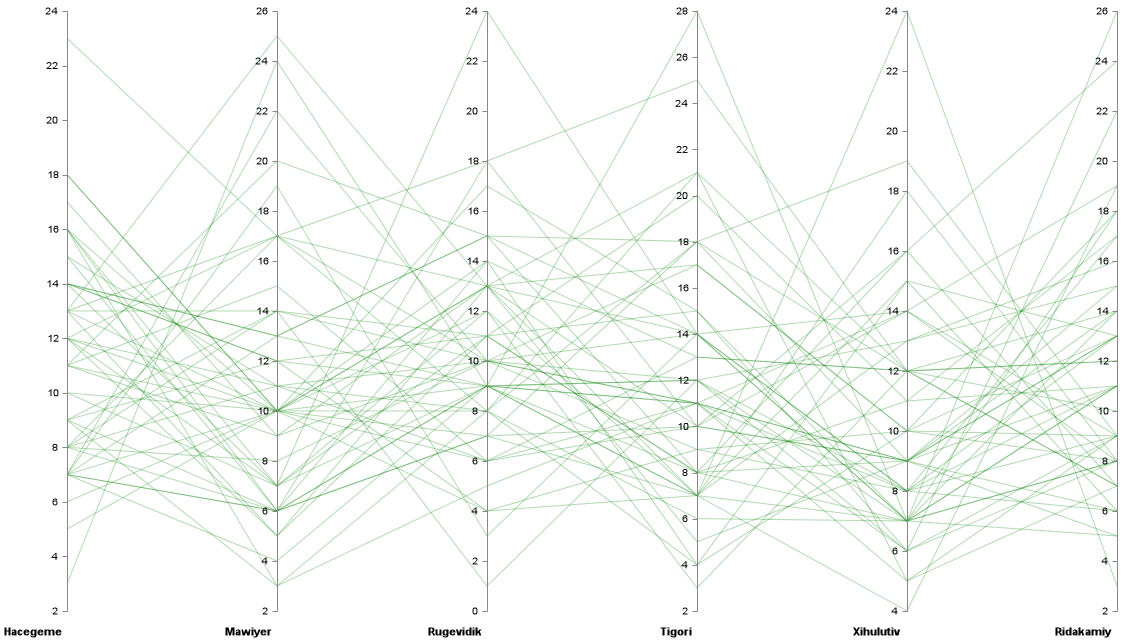 24 26 24 28 24 26
22 24 22 26 22 24
20 22 20 24 20 22
18 20 18 22 18 20
16 18 16 20 16 18
14 16 14 18 14 16
12 14 12 16 12 14
10 12 10 14 10 12
8 10 8 12 8 10
6 8 6 10 6 8
4 6 4 8 4 6
2 4 2 6 4
2 0 4 2
2
Hacegeme Mawiyer Rugevidik Tigori Xihulutiv Ridakamiy